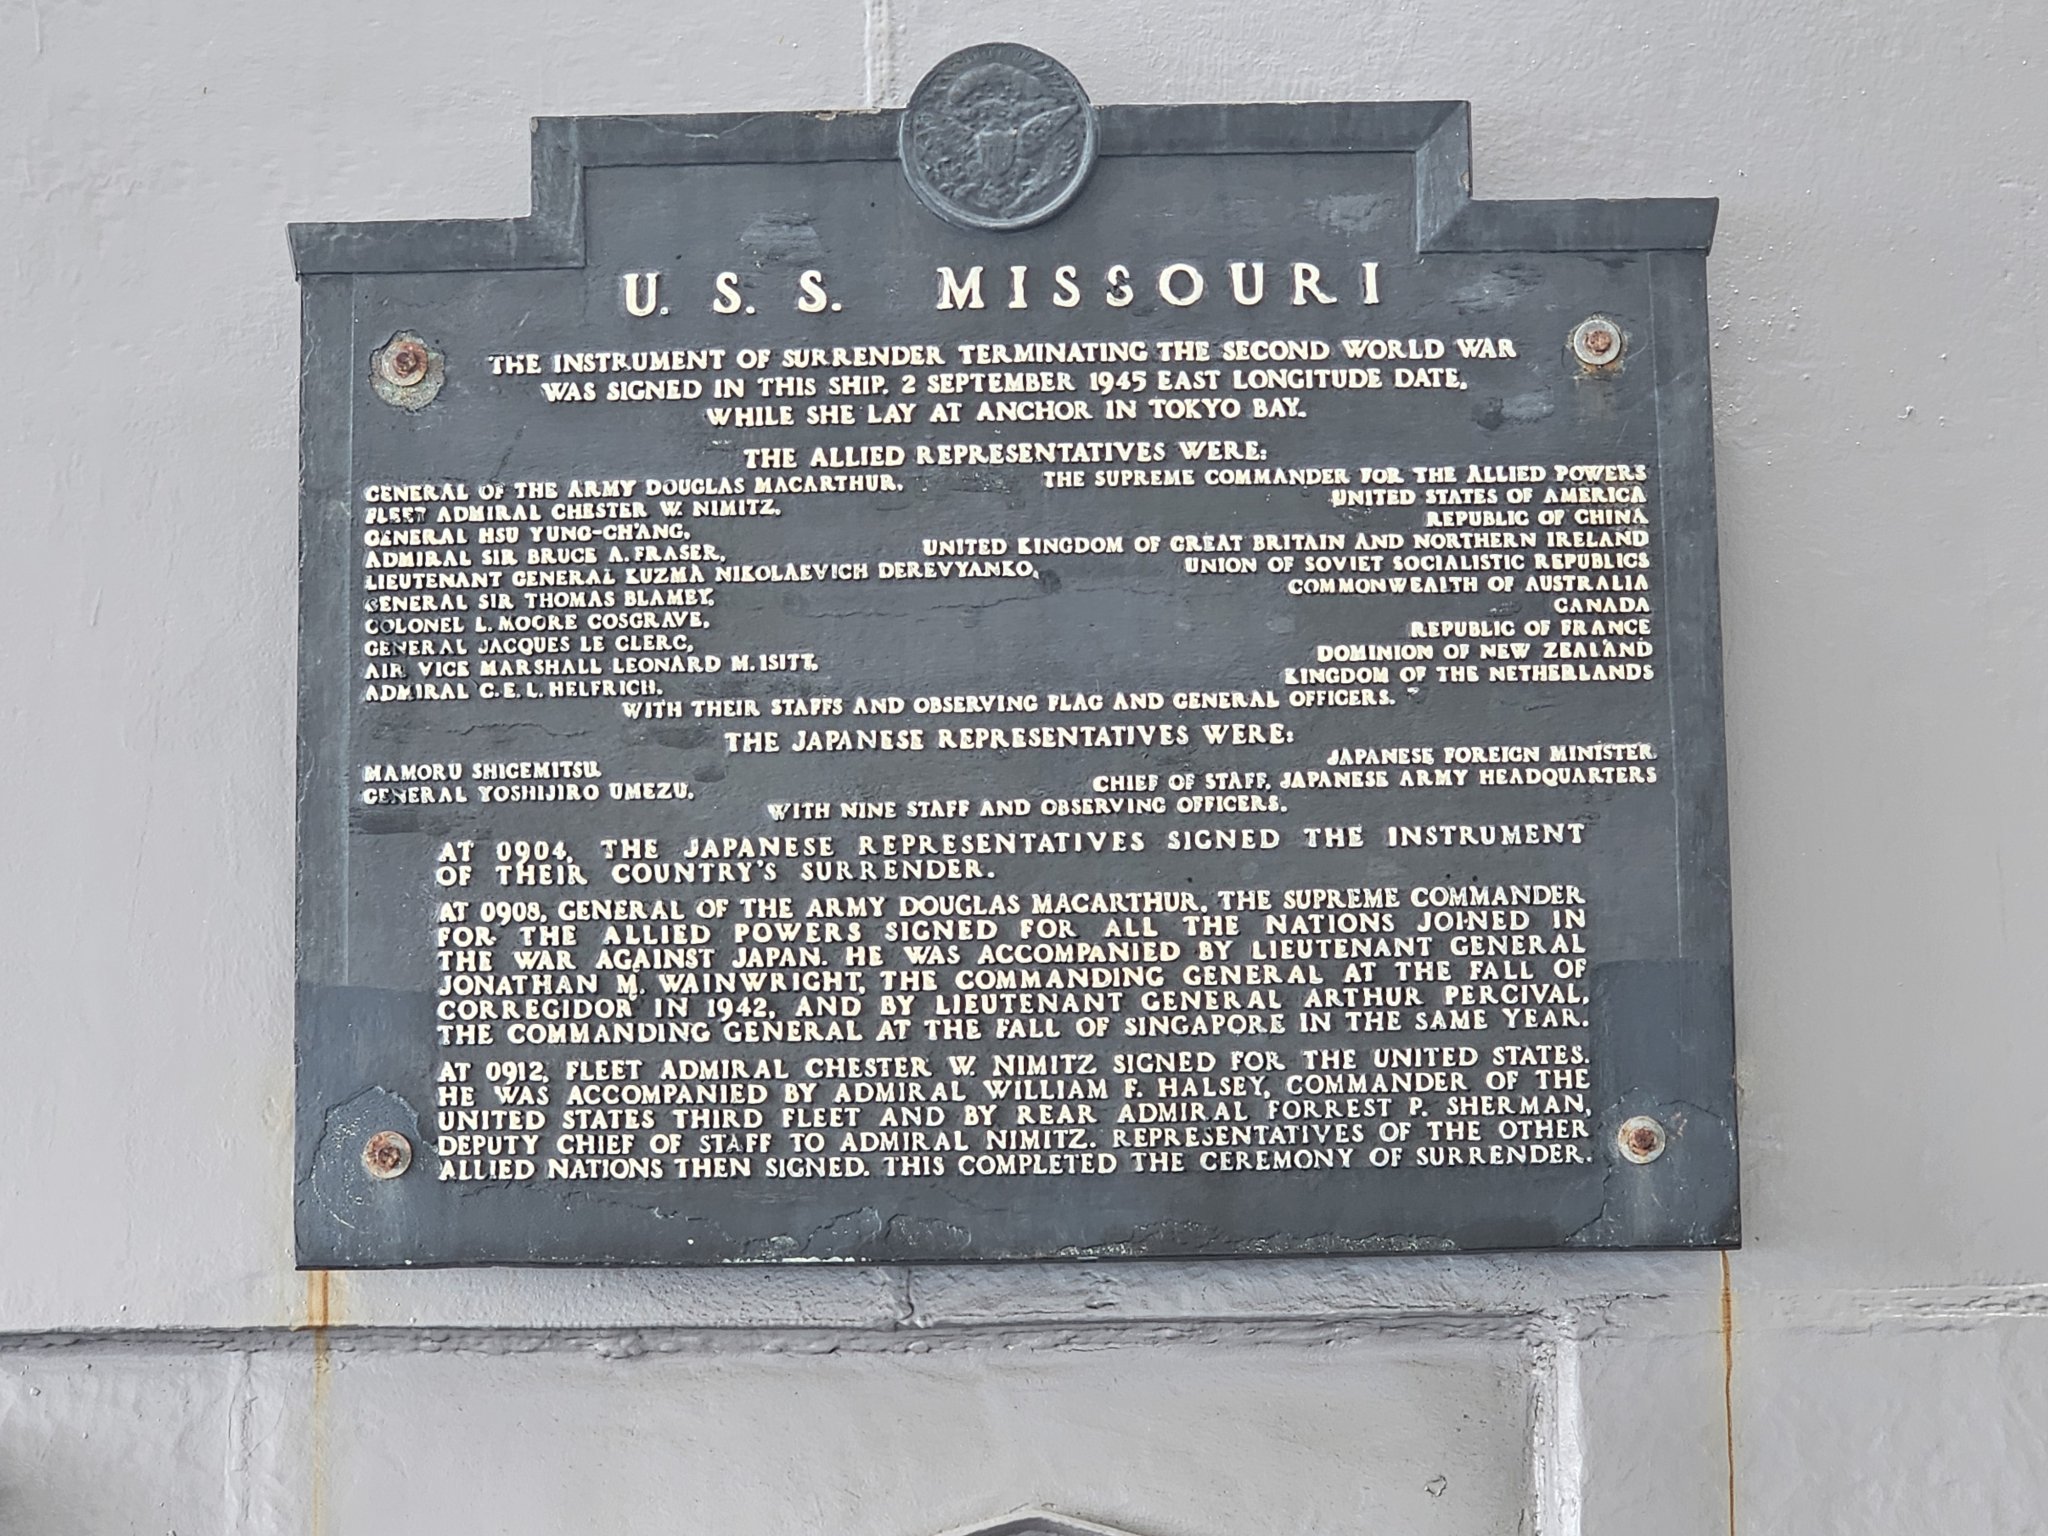 U. S. S. MISSOURI
THE INSTRUMENT OF SURRENDER TERMINATING THE SECOND WORLD WAR
WAS SIGNED IN THIS SHIP, 2 SEPTEMBER 1945 EAST LONGITUDE DATE,
WHILE SHE LAY AT ANCHOR IN TOKYO BAY.
THE ALLIED REPRESENTATIVES WERE:
GENERAL OF THE ARMY DOUGLAS MACARTHUR, THE SUPREME COMMANDER FOR THE ALLIED POWERS
FLEET ADMIRAL CHESTER W. NIMITZ, UNITED STATES OF AMERICA
GENERAL HSU YUNG-CH'ANG, REPUBLIC OF CHINA
ADMIRAL SIR BRUCE A. FRASER, UNITED KINGDOM OF GREAT BRITAIN AND NORTHERN IRELAND
LIEUTENANT GENERAL KUZMA NIKOLAEVICH DEREVYANKO, UNION OF SOVIET SOCIALISTIC REPUBLICS
GENERAL SIR THOMAS BLAMEY, COMMONWEALTH OF AUSTRALIA
COLONEL L. MOORE COSGRAVE, CANADA
GENERAL JACQUES LE CLERC, REPUBLIC OF FRANCE
AIR VICE MARSHALL LEONARD M. ISITT, DOMINION OF NEW ZEALAND
ADMIRAL C. E. L. HELFRICH. KINGDOM OF THE NETHERLANDS
WITH THEIR STAFFS AND OBSERVING FLAG AND GENERAL OFFICERS.
THE JAPANESE REPRESENTATIVES WERE:
MAMORU SHIGEMITSU, JAPANESE FOREIGN MINISTER.
GENERAL YOSHIJIRO UMEZU, CHIEF OF STAFF, JAPANESE ARMY HEADQUARTERS
WITH NINE STAFF AND OBSERVING OFFICERS.
AT 0904, THE JAPANESE REPRESENTATIVES SIGNED THE INSTRUMENT
OF THEIR COUNTRY'S SURRENDER.
AT 0908, GENERAL OF THE ARMY DOUGLAS MACARTHUR, THE SUPREME COMMANDER
FOR THE ALLIED POWERS SIGNED FOR ALL THE NATIONS JOINED IN
THE WAR AGAINST JAPAN. HE WAS ACCOMPANIED BY LIEUTENANT GENERAL
JONATHAN M. WAINWRIGHT, THE COMMANDING GENERAL AT THE FALL OF
CORREGIDOR IN 1942, AND BY LIEUTENANT GENERAL ARTHUR PERCIVAL,
THE COMMANDING GENERAL AT THE FALL OF SINGAPORE IN THE SAME YEAR.
AT 0912, FLEET ADMIRAL CHESTER W. NIMITZ SIGNED FOR THE UNITED STATES.
HE WAS ACCOMPANIED BY ADMIRAL WILLIAM F. HALSEY, COMMANDER OF THE
UNITED STATES THIRD FLEET AND BY REAR ADMIRAL FORREST P. SHERMAN,
DEPUTY CHIEF OF STAFF TO ADMIRAL NIMITZ. REPRESENTATIVES OF THE OTHER
ALLIED NATIONS THEN SIGNED. THIS COMPLETED THE CEREMONY OF SURRENDER.